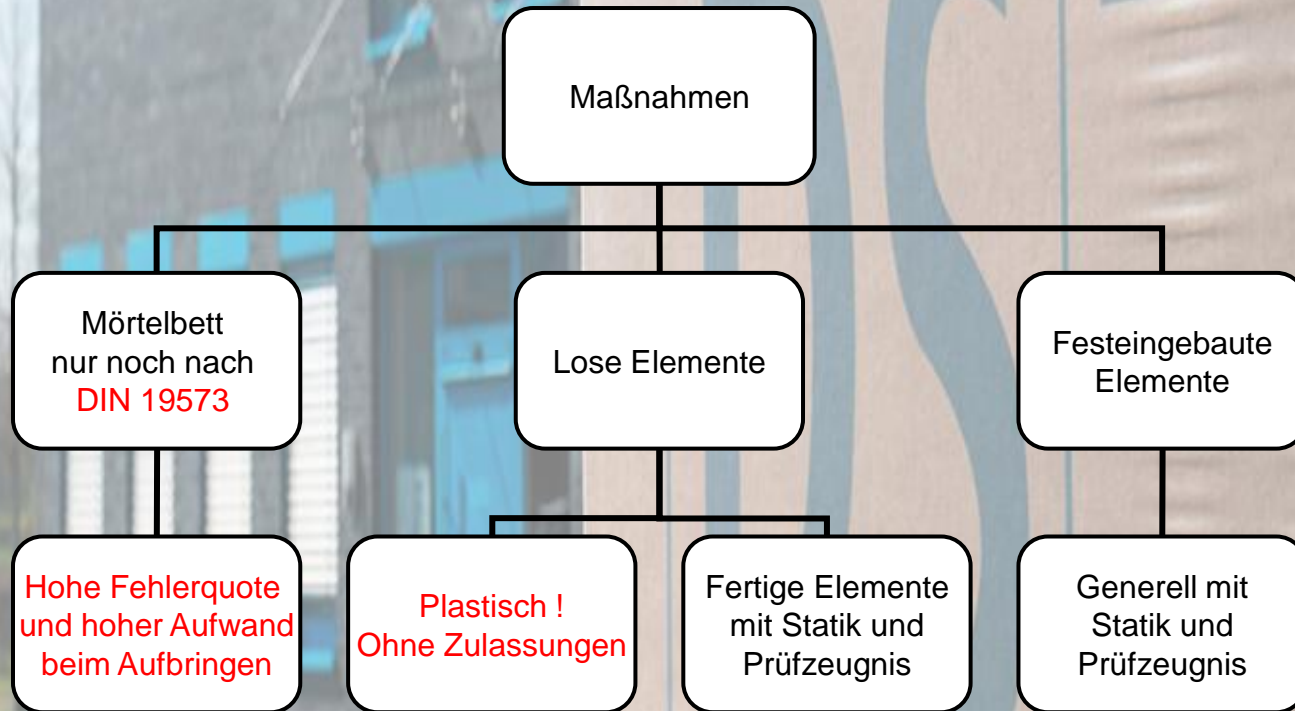 Maßnahmen
Mörtelbett
nur noch nach
DIN 19573
Lose Elemente
Festeingebaute
Elemente
Hohe Fehlerquote
und hoher Aufwand
beim Aufbringen
Plastisch !
Ohne Zulassungen
Fertige Elemente
mit Statik und
Prüfzeugnis
Generell mit
Statik und
Prüfzeugnis